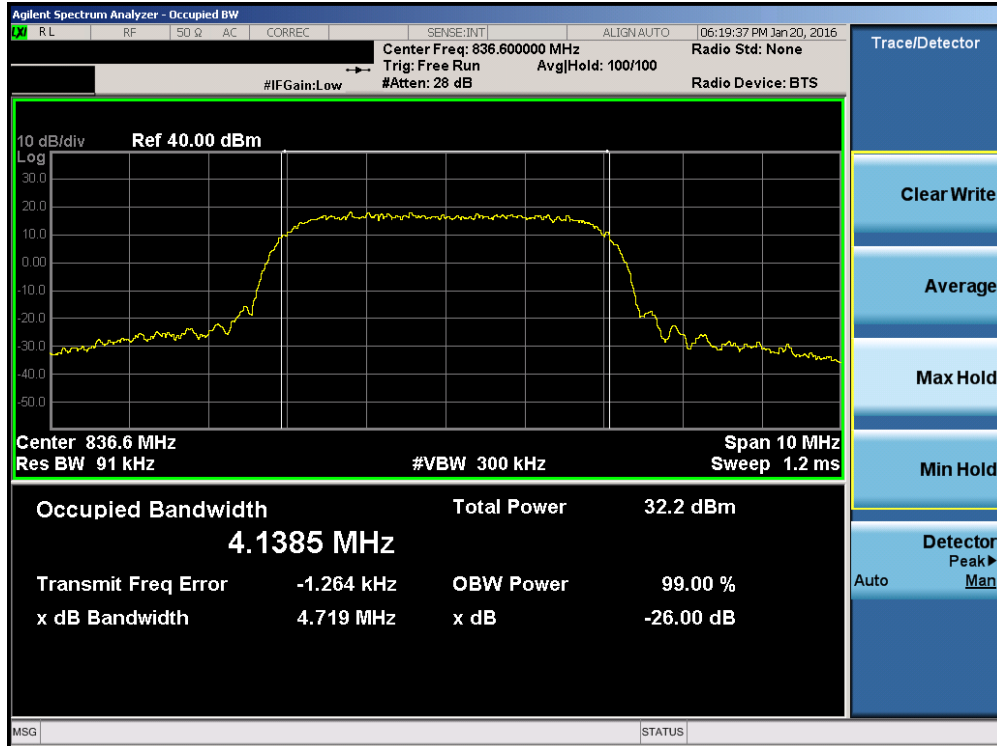 Agilent Spectrum Analyzer - Occupied BW
LXI RL RF 50 Ω AC CORREC SENSE:INT ALIGN AUTO 06:19:37 PM Jan 20, 2016
Center Freq: 836.600000 MHz Radio Std: None
Trig: Free Run Avg|Hold: 100/100
#IFGain:Low #Atten: 28 dB Radio Device: BTS
10 dB/div Ref 40.00 dBm
Log
30.0
20.0
10.0
0.00
-10.0
-20.0
-30.0
-40.0
-50.0
Center 836.6 MHz Span 10 MHz
Res BW 91 kHz #VBW 300 kHz Sweep 1.2 ms
Occupied Bandwidth Total Power 32.2 dBm
4.1385 MHz
Transmit Freq Error -1.264 kHz OBW Power 99.00 %
x dB Bandwidth 4.719 MHz x dB -26.00 dB
MSG STATUS
Trace/Detector
Clear Write
Average
Max Hold
Min Hold
Detector
Peak▶
Auto Man